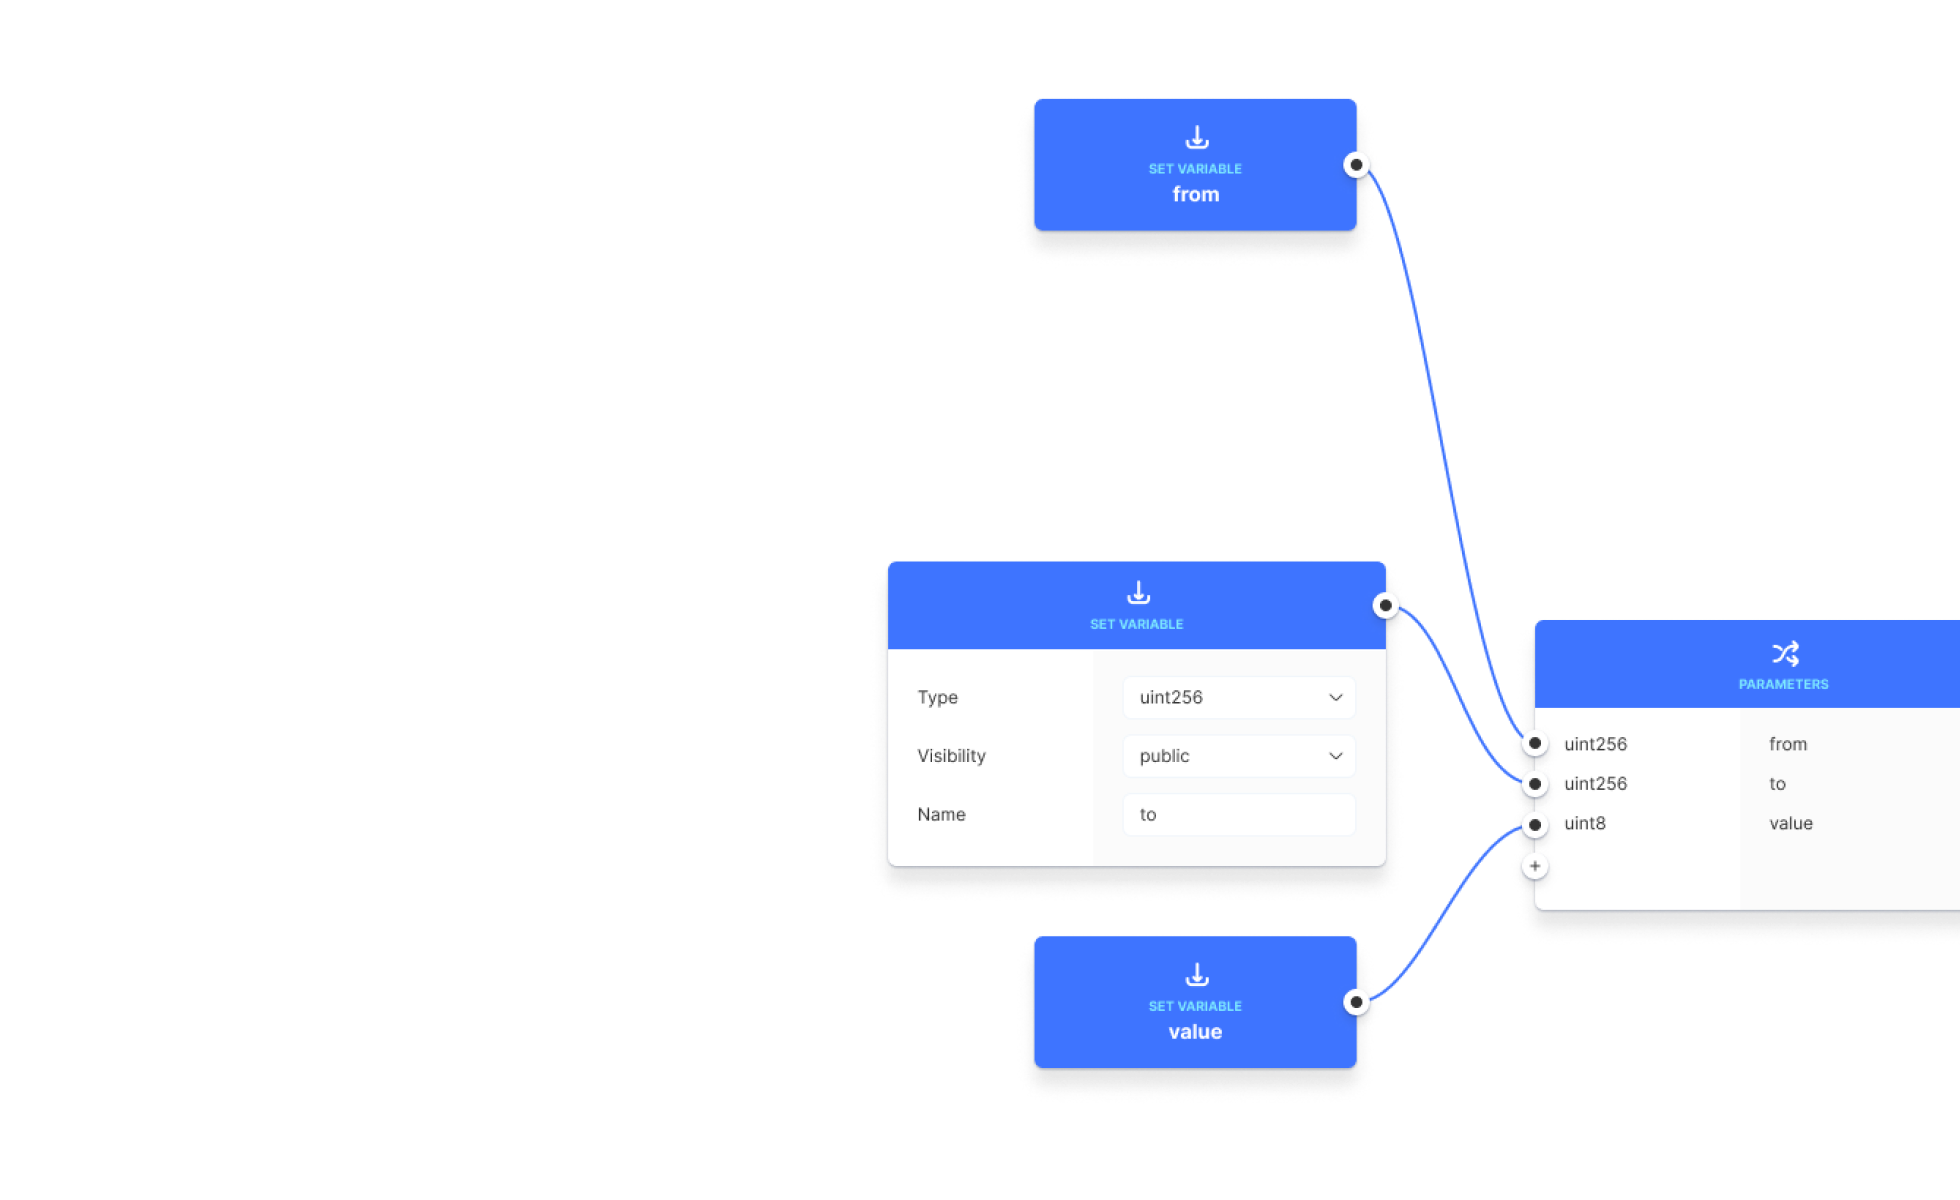 SET VARIABLE
from
SET VARIABLE
Type uint256
Visibility public
Name to
PARAMETERS
uint256 from
uint256 to
uint8 value
+
SET VARIABLE
value